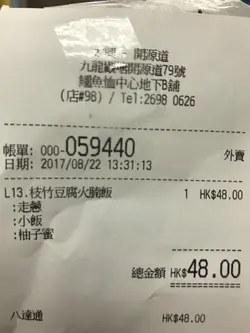 開源道
九龍觀塘開源道79號
鱷魚恤中心地下B舖
(店#98) / Tel:2698 0626
帳單: 000-059440 外賣
日期: 2017/08/22 13:31:13
L13.枝竹豆腐火腩飯 1 HK$48.00
:走蔥
:小飯
:柚子蜜
總金額 HK$48.00
八達通 HK$48.00